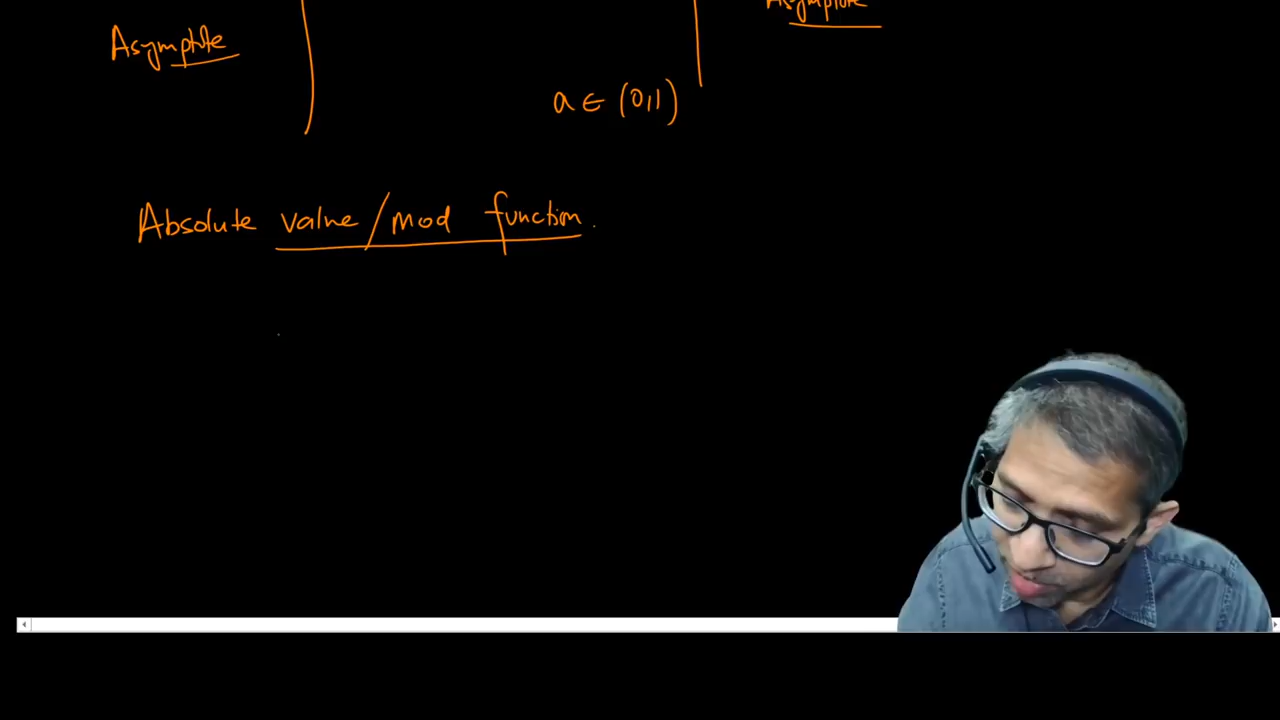 Asymptote
Asymptote
a ∈ (0,1)
Absolute value/mod function.